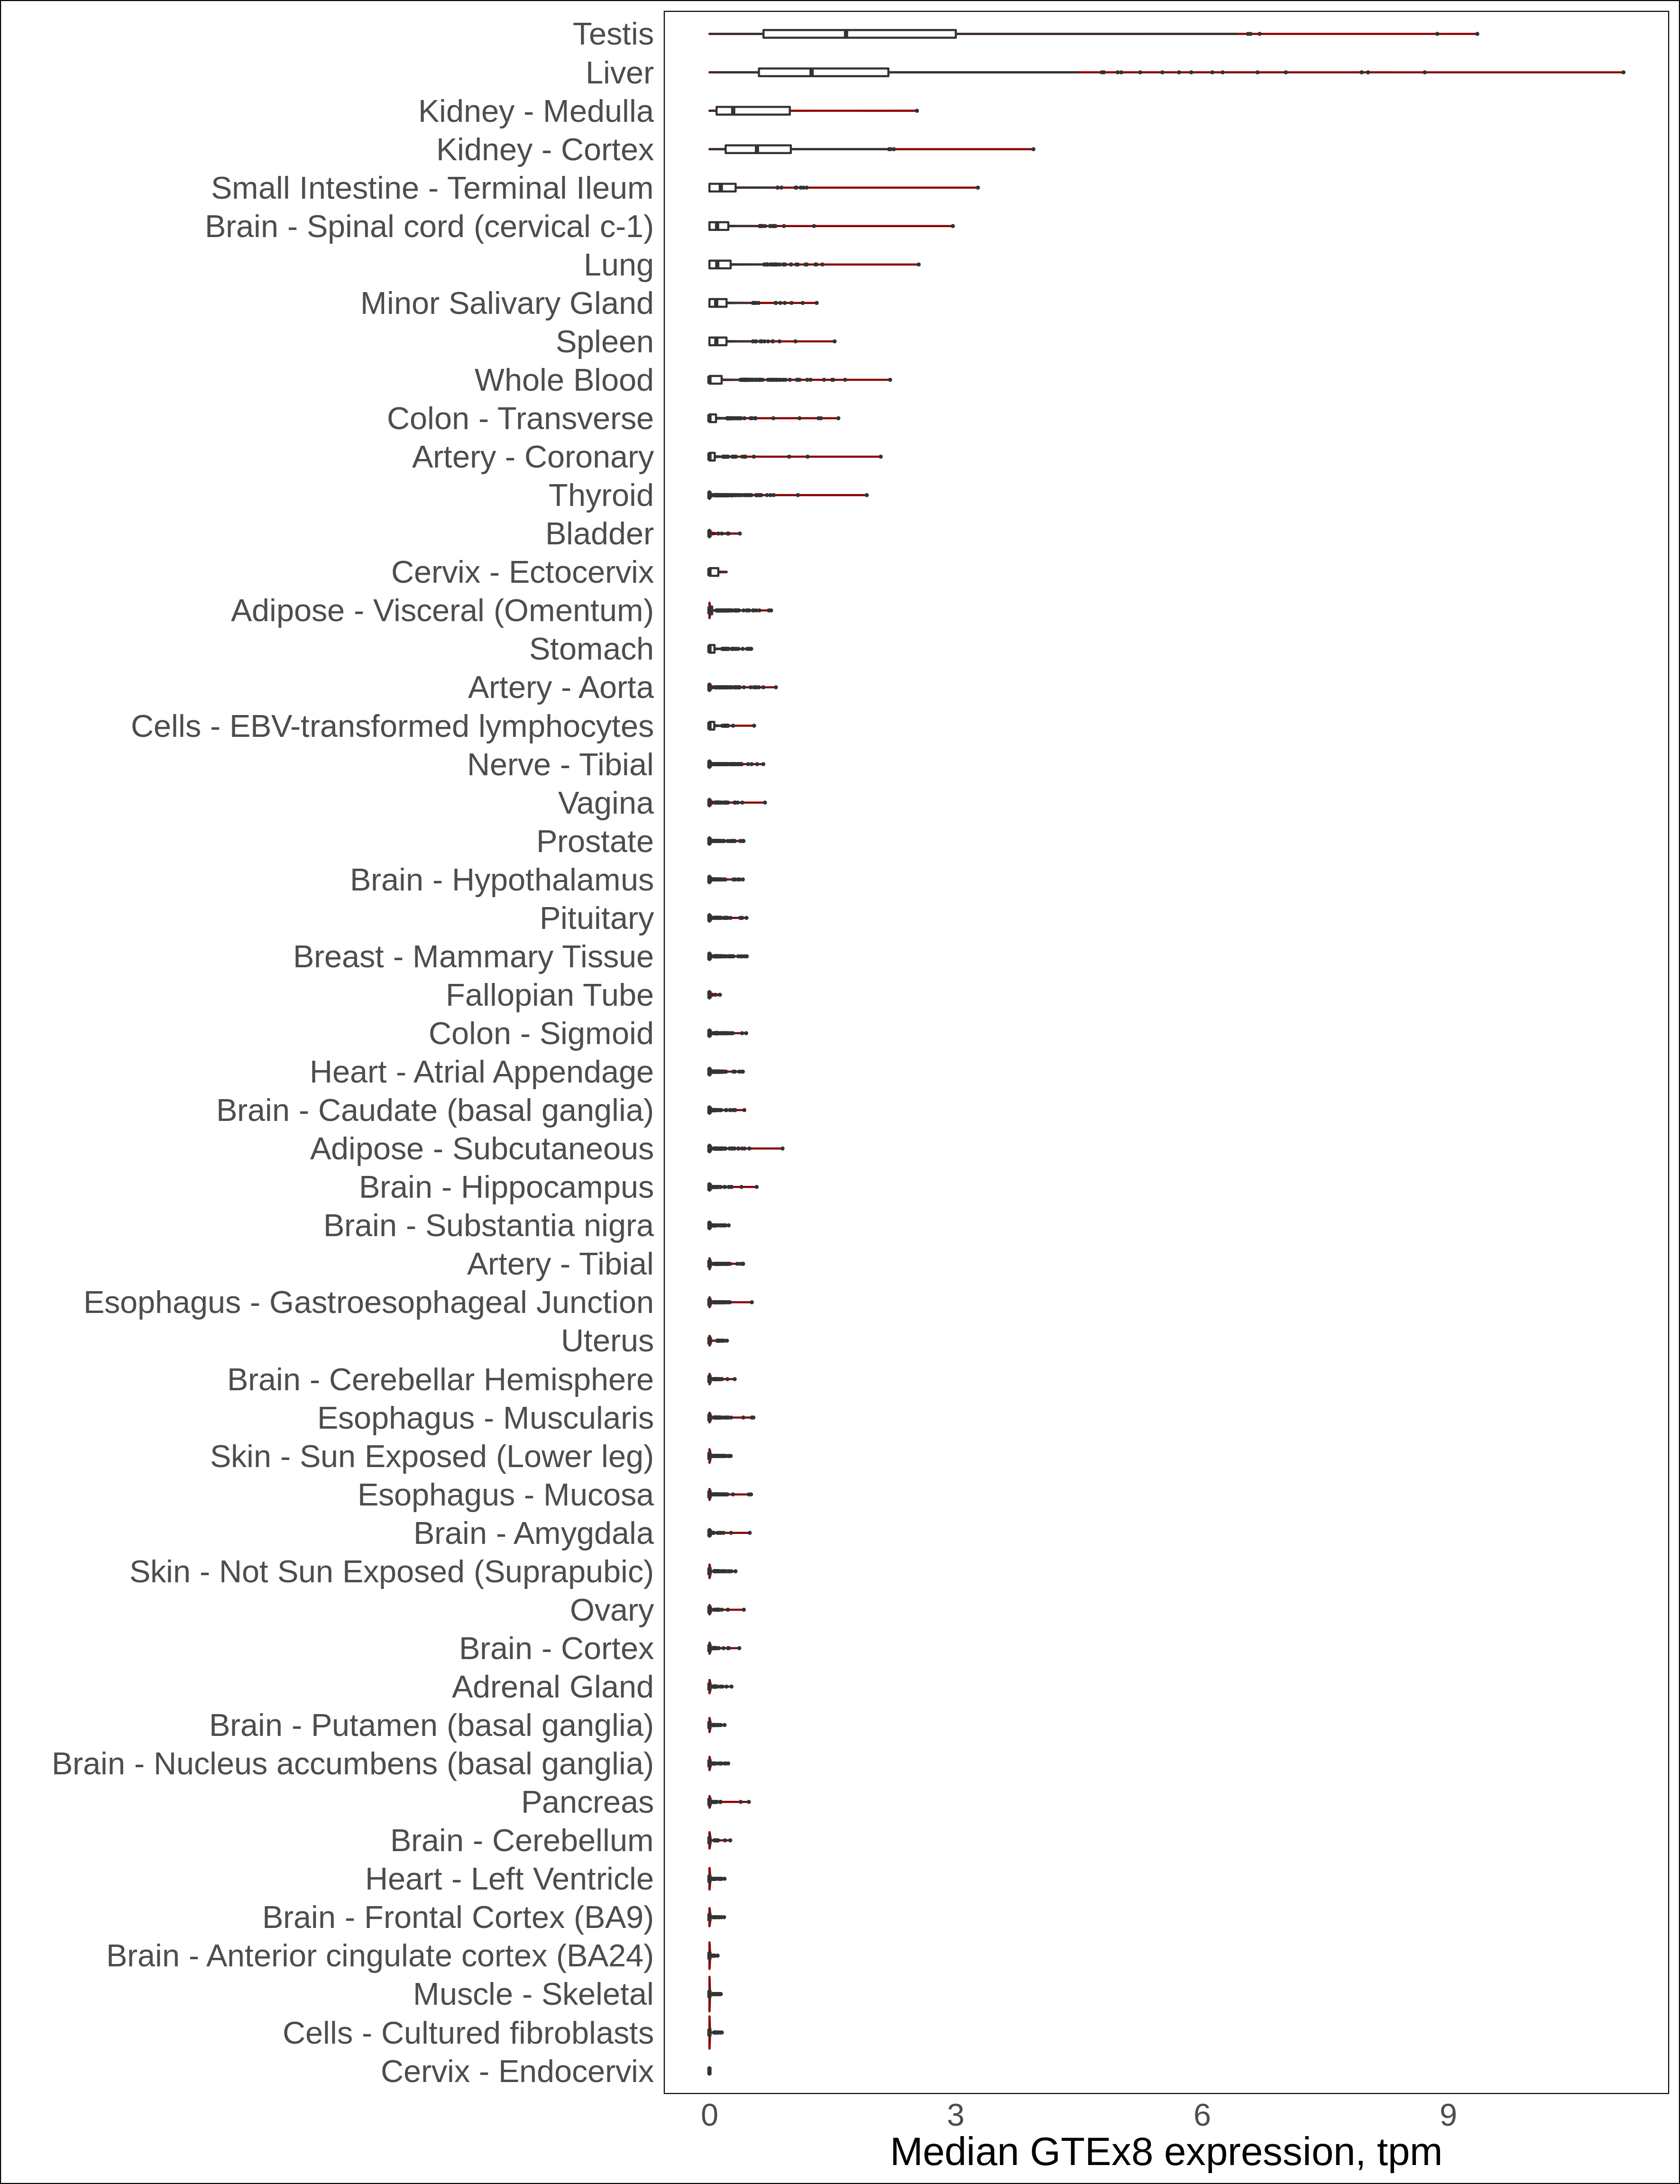 Testis
Liver
Kidney - Medulla
Kidney - Cortex
Small Intestine - Terminal Ileum
Brain - Spinal cord (cervical c-1)
Lung
Minor Salivary Gland
Spleen
Whole Blood
Colon - Transverse
Artery - Coronary
Thyroid
Bladder
Cervix - Ectocervix
Adipose - Visceral (Omentum)
Stomach
Artery - Aorta
Cells - EBV-transformed lymphocytes
Nerve - Tibial
Vagina
Prostate
Brain - Hypothalamus
Pituitary
Breast - Mammary Tissue
Fallopian Tube
Colon - Sigmoid
Heart - Atrial Appendage
Brain - Caudate (basal ganglia)
Adipose - Subcutaneous
Brain - Hippocampus
Brain - Substantia nigra
Artery - Tibial
Esophagus - Gastroesophageal Junction
Uterus
Brain - Cerebellar Hemisphere
Esophagus - Muscularis
Skin - Sun Exposed (Lower leg)
Esophagus - Mucosa
Brain - Amygdala
Skin - Not Sun Exposed (Suprapubic)
Ovary
Brain - Cortex
Adrenal Gland
Brain - Putamen (basal ganglia)
Brain - Nucleus accumbens (basal ganglia)
Pancreas
Brain - Cerebellum
Heart - Left Ventricle
Brain - Frontal Cortex (BA9)
Brain - Anterior cingulate cortex (BA24)
Muscle - Skeletal
Cells - Cultured fibroblasts
Cervix - Endocervix
0 3 6 9
Median GTEx8 expression, tpm